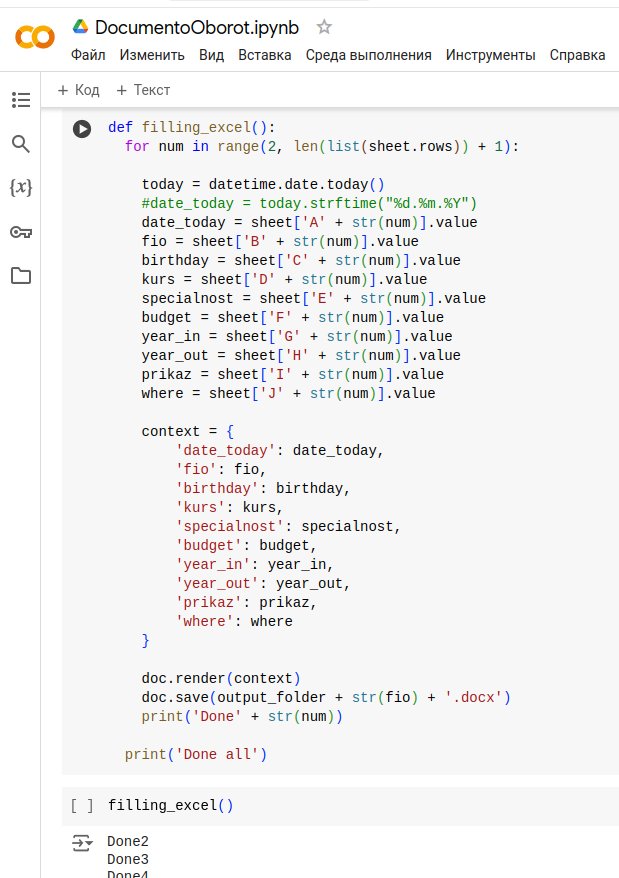 DocumentoOborot.ipynb
Файл Изменить Вид Вставка Среда выполнения Инструменты Справка
+ Код + Текст
{x}
def filling_excel():
  for num in range(2, len(list(sheet.rows)) + 1):
    today = datetime.date.today()
    #date_today = today.strftime("%d.%m.%Y")
    date_today = sheet['A' + str(num)].value
    fio = sheet['B' + str(num)].value
    birthday = sheet['C' + str(num)].value
    kurs = sheet['D' + str(num)].value
    specialnost = sheet['E' + str(num)].value
    budget = sheet['F' + str(num)].value
    year_in = sheet['G' + str(num)].value
    year_out = sheet['H' + str(num)].value
    prikaz = sheet['I' + str(num)].value
    where = sheet['J' + str(num)].value
    context = {
        'date_today': date_today,
        'fio': fio,
        'birthday': birthday,
        'kurs': kurs,
        'specialnost': specialnost,
        'budget': budget,
        'year_in': year_in,
        'year_out': year_out,
        'prikaz': prikaz,
        'where': where
    }
    doc.render(context)
    doc.save(output_folder + str(fio) + '.docx')
    print('Done' + str(num))
  print('Done all')
[ ] filling_excel()
Done2
Done3
Done4